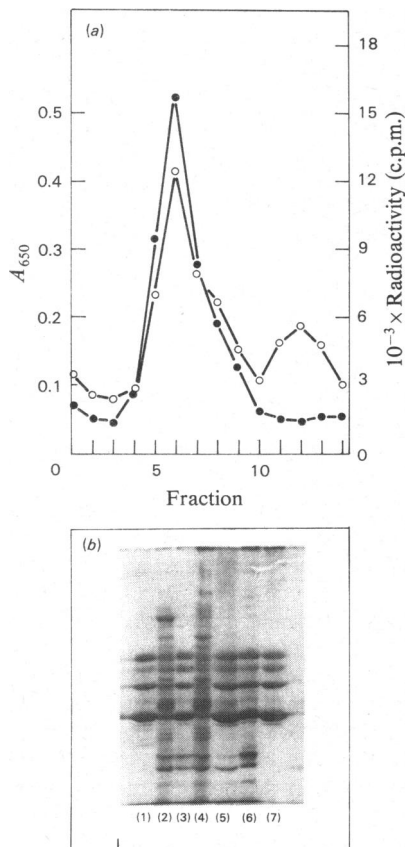 (a)
18
0.5
15
0.4
12
0.3
9
0.2
6
0.1
3
0
5
10
0
A650
10−3 × Radioactivity (c.p.m.)
Fraction
(b)
(1) (2) (3) (4) (5) (6) (7)